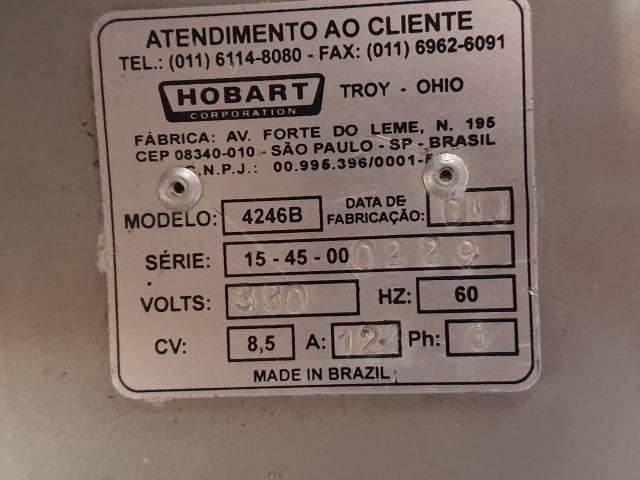 ATENDIMENTO AO CLIENTE
TEL.: (011) 6114-8080 - FAX: (011) 6962-6091
HOBART CORPORATION TROY - OHIO
FÁBRICA: AV. FORTE DO LEME, N. 195
CEP 08340-010 - SÃO PAULO - SP - BRASIL
C.N.P.J.: 00.995.396/0001-
MODELO: 4246B DATA DE FABRICAÇÃO:
SÉRIE: 15-45-00 0229
VOLTS: 380 HZ: 60
CV: 8,5 A: 12 Ph: 3
MADE IN BRAZIL